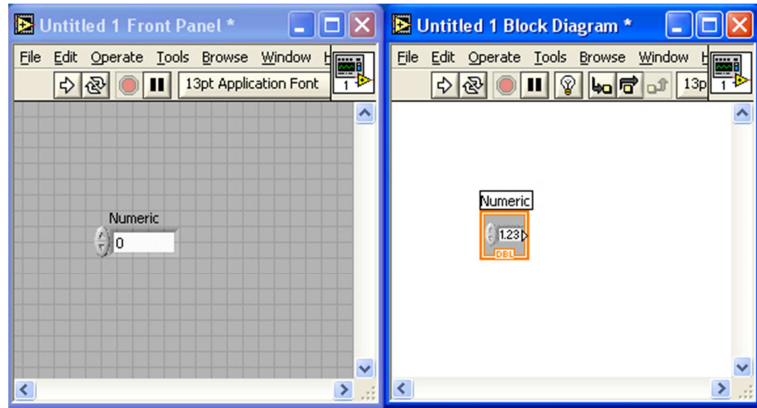 Untitled 1 Front Panel *
File Edit Operate Tools Browse Window H
13pt Application Font
1
Numeric
0
Untitled 1 Block Diagram *
File Edit Operate Tools Browse Window H
13p
1
Numeric
1.23
DBL